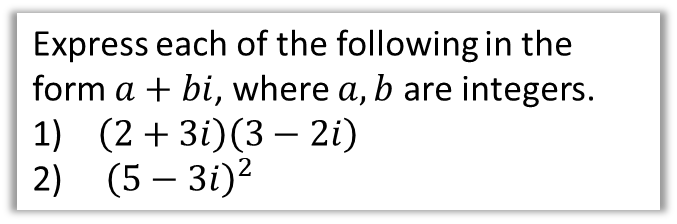 Express each of the following in the
form a + bi, where a, b are integers.
1) (2 + 3i)(3 − 2i)
2) (5 − 3i)²